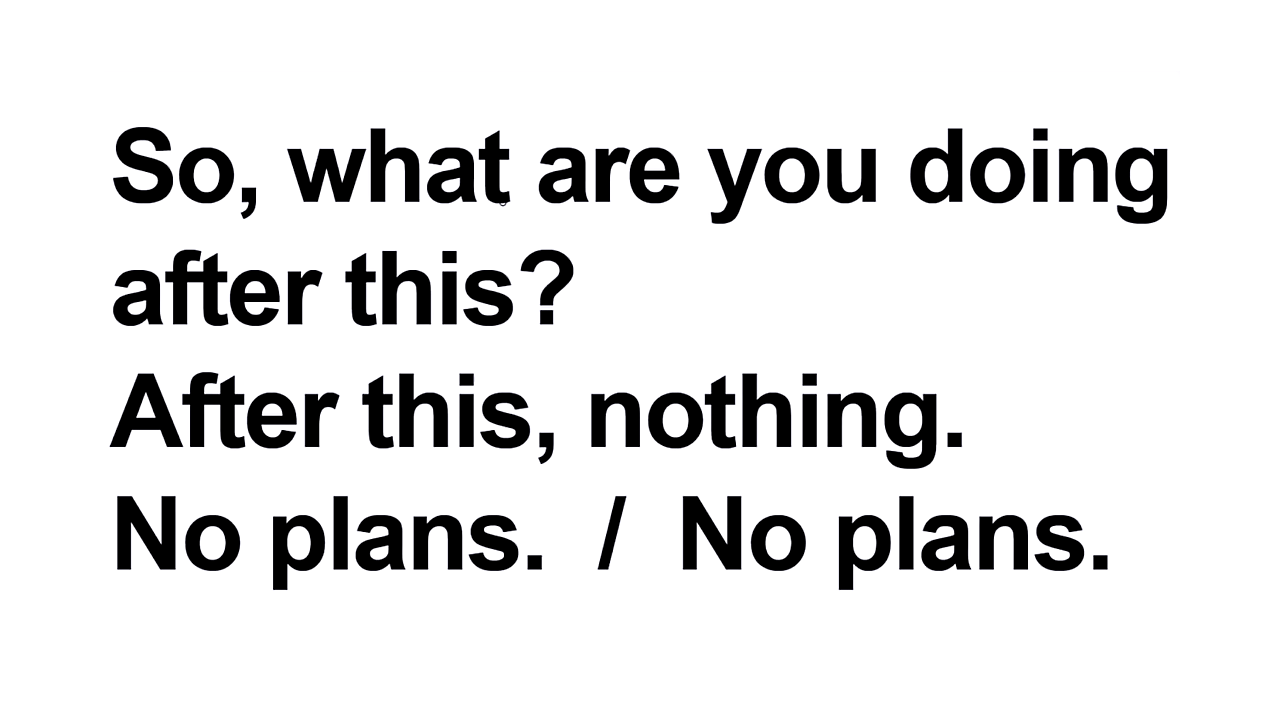 So, what are you doing
after this?
After this, nothing.
No plans.  /  No plans.